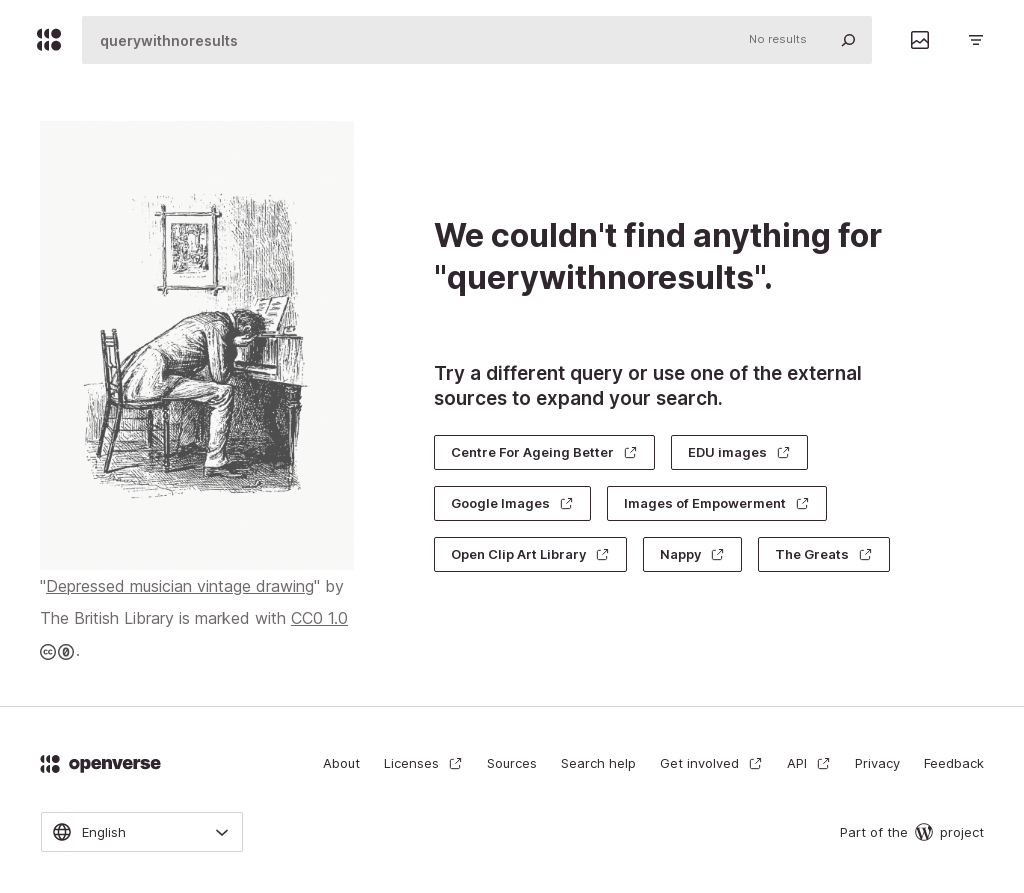 querywithnoresults No results
We couldn't find anything for
"querywithnoresults".
Try a different query or use one of the external
sources to expand your search.
Centre For Ageing Better EDU images
Google Images Images of Empowerment
Open Clip Art Library Nappy The Greats
"Depressed musician vintage drawing" by
The British Library is marked with CC0 1.0
.
openverse About Licenses Sources Search help Get involved API Privacy Feedback
English Part of the project